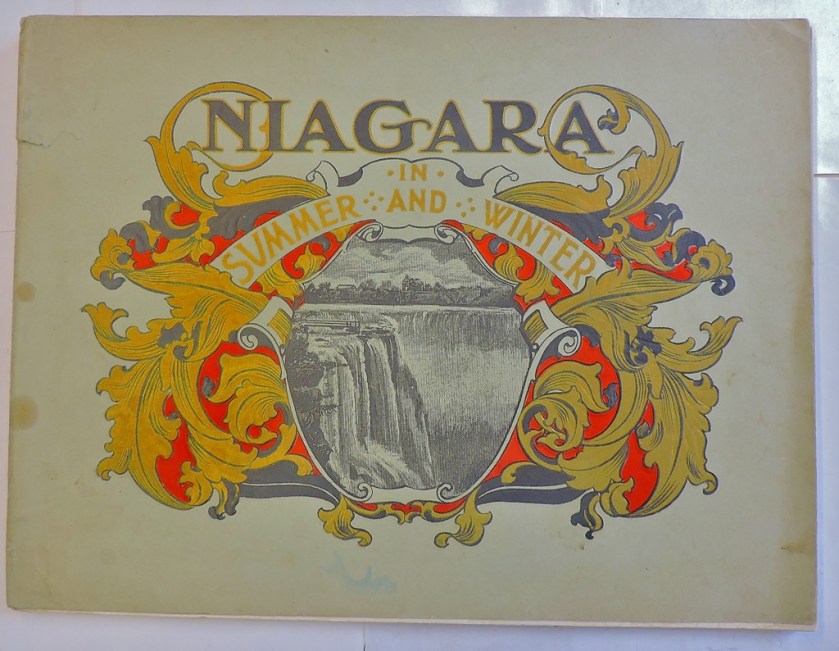 NIAGARA
·IN·
SUMMER AND WINTER